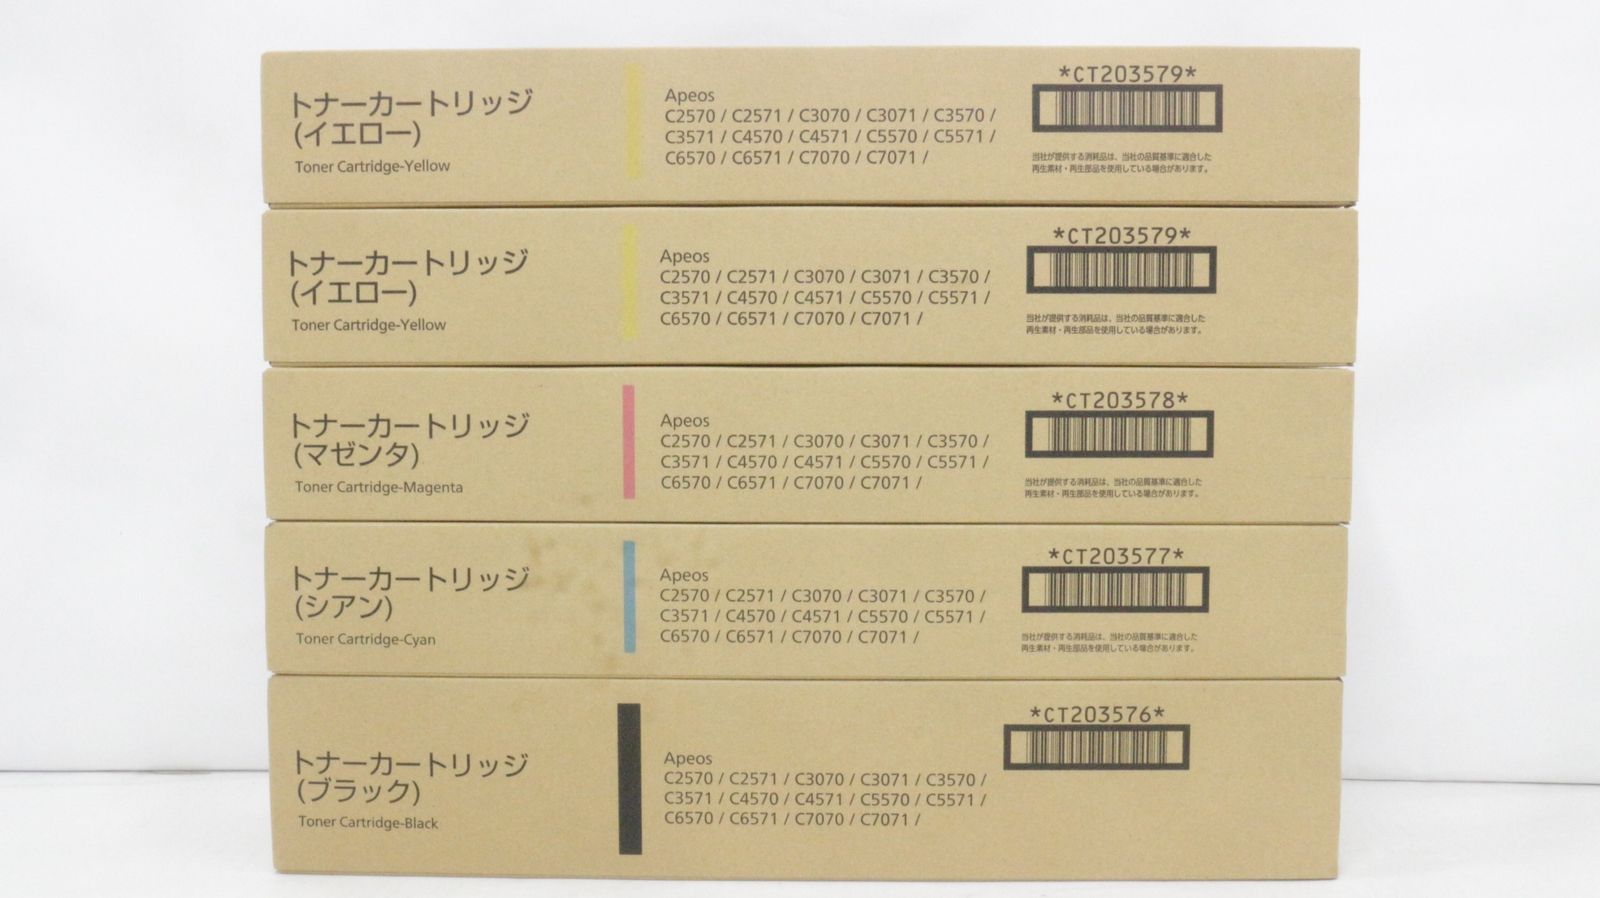 トナーカートリッジ
(イエロー)
Toner Cartridge-Yellow
Apeos
C2570 / C2571 / C3070 / C3071 / C3570 /
C3571 / C4570 / C4571 / C5570 / C5571 /
C6570 / C6571 / C7070 / C7071 /
*CT203579*
当社が提供する消耗品は、当社の品質基準に適合した
再生素材・再生部品を使用している場合があります。
トナーカートリッジ
(イエロー)
Toner Cartridge-Yellow
Apeos
C2570 / C2571 / C3070 / C3071 / C3570 /
C3571 / C4570 / C4571 / C5570 / C5571 /
C6570 / C6571 / C7070 / C7071 /
*CT203579*
当社が提供する消耗品は、当社の品質基準に適合した
再生素材・再生部品を使用している場合があります。
トナーカートリッジ
(マゼンタ)
Toner Cartridge-Magenta
Apeos
C2570 / C2571 / C3070 / C3071 / C3570 /
C3571 / C4570 / C4571 / C5570 / C5571 /
C6570 / C6571 / C7070 / C7071 /
*CT203578*
当社が提供する消耗品は、当社の品質基準に適合した
再生素材・再生部品を使用している場合があります。
トナーカートリッジ
(シアン)
Toner Cartridge-Cyan
Apeos
C2570 / C2571 / C3070 / C3071 / C3570 /
C3571 / C4570 / C4571 / C5570 / C5571 /
C6570 / C6571 / C7070 / C7071 /
*CT203577*
当社が提供する消耗品は、当社の品質基準に適合した
再生素材・再生部品を使用している場合があります。
トナーカートリッジ
(ブラック)
Toner Cartridge-Black
Apeos
C2570 / C2571 / C3070 / C3071 / C3570 /
C3571 / C4570 / C4571 / C5570 / C5571 /
C6570 / C6571 / C7070 / C7071 /
*CT203576*